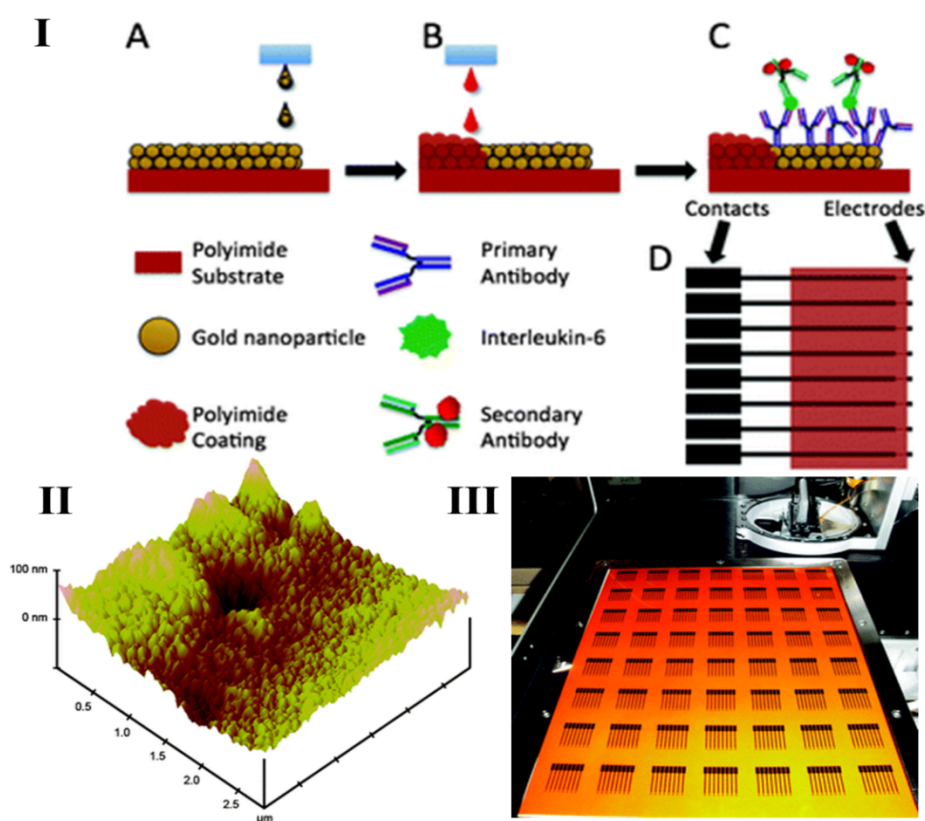 I
A
B
C
Contacts
Electrodes
D
Polyimide
Substrate
Primary
Antibody
Gold nanoparticle
Interleukin-6
Polyimide
Coating
Secondary
Antibody
II
III
100 nm
0 nm
0.5
1.0
1.5
2.0
2.5
μm